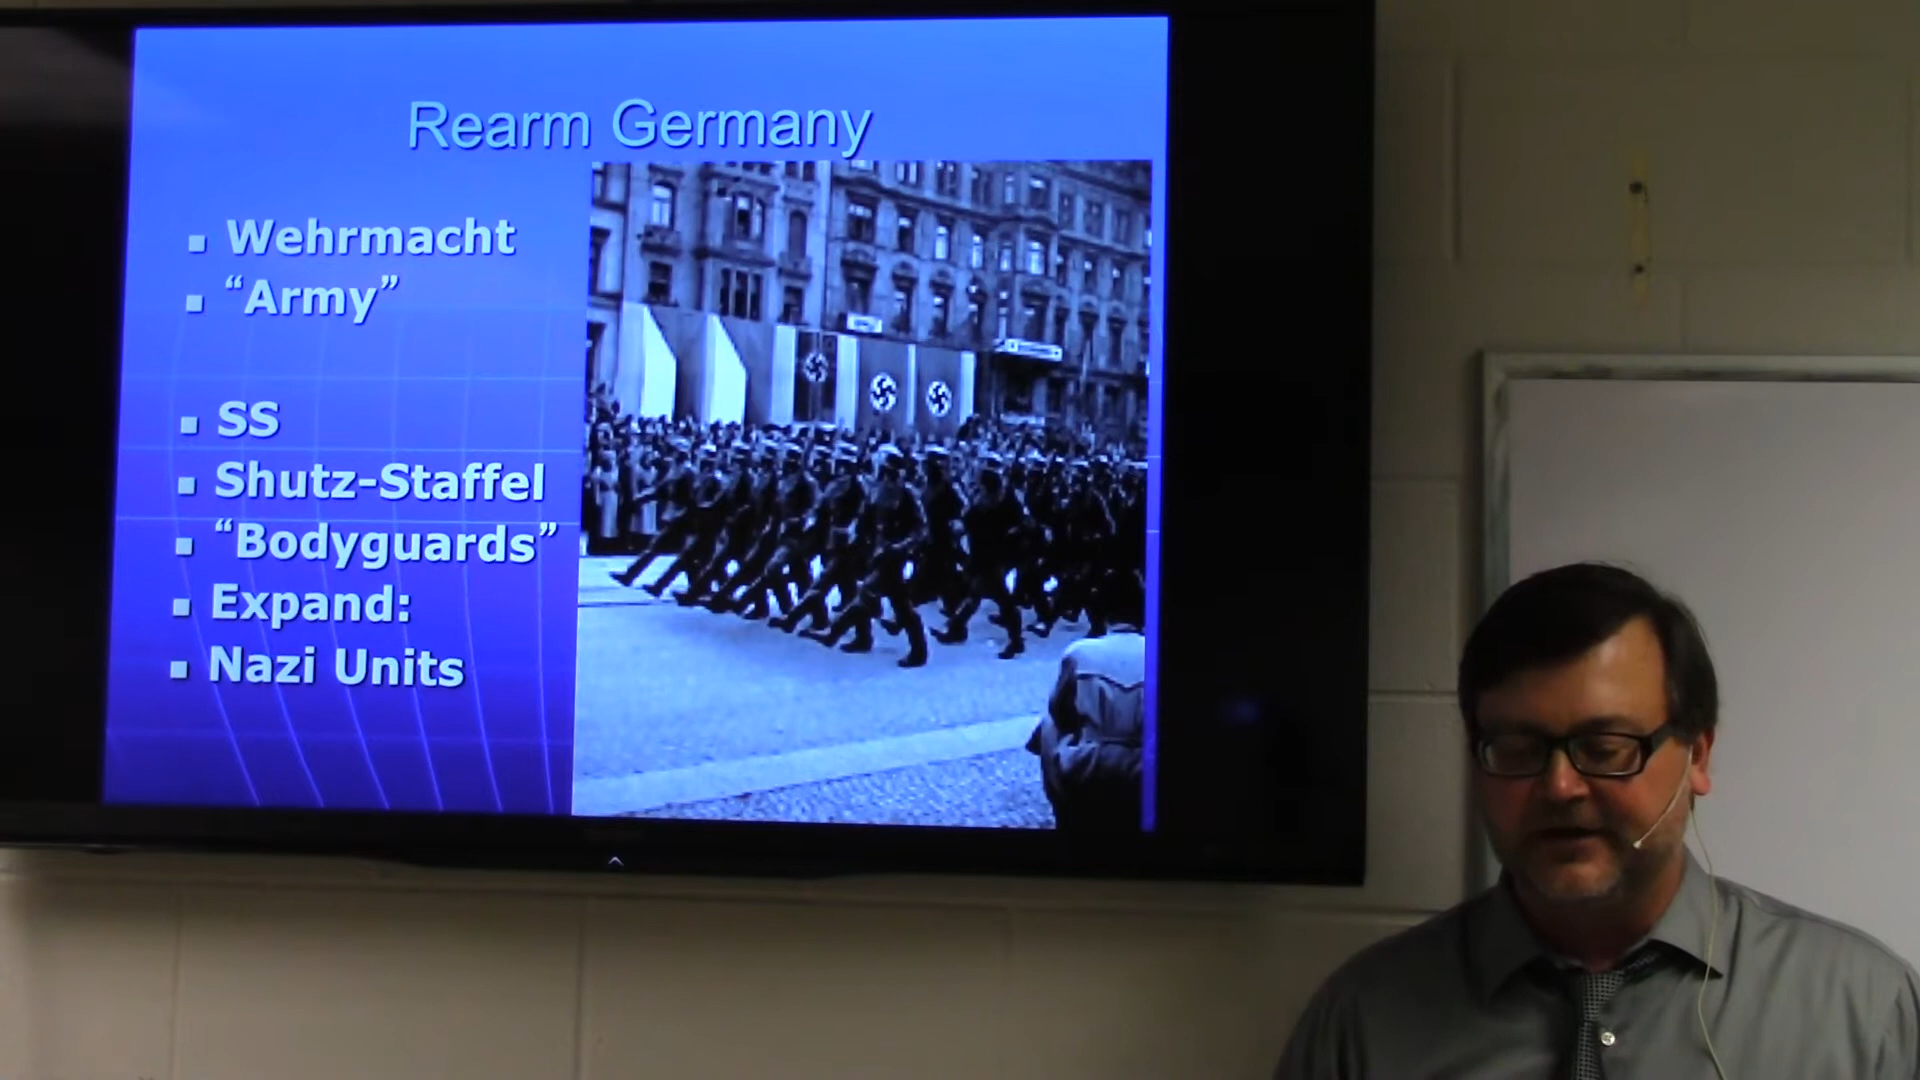 Rearm Germany
Wehrmacht
“Army”
SS
Shutz-Staffel
“Bodyguards”
Expand:
Nazi Units